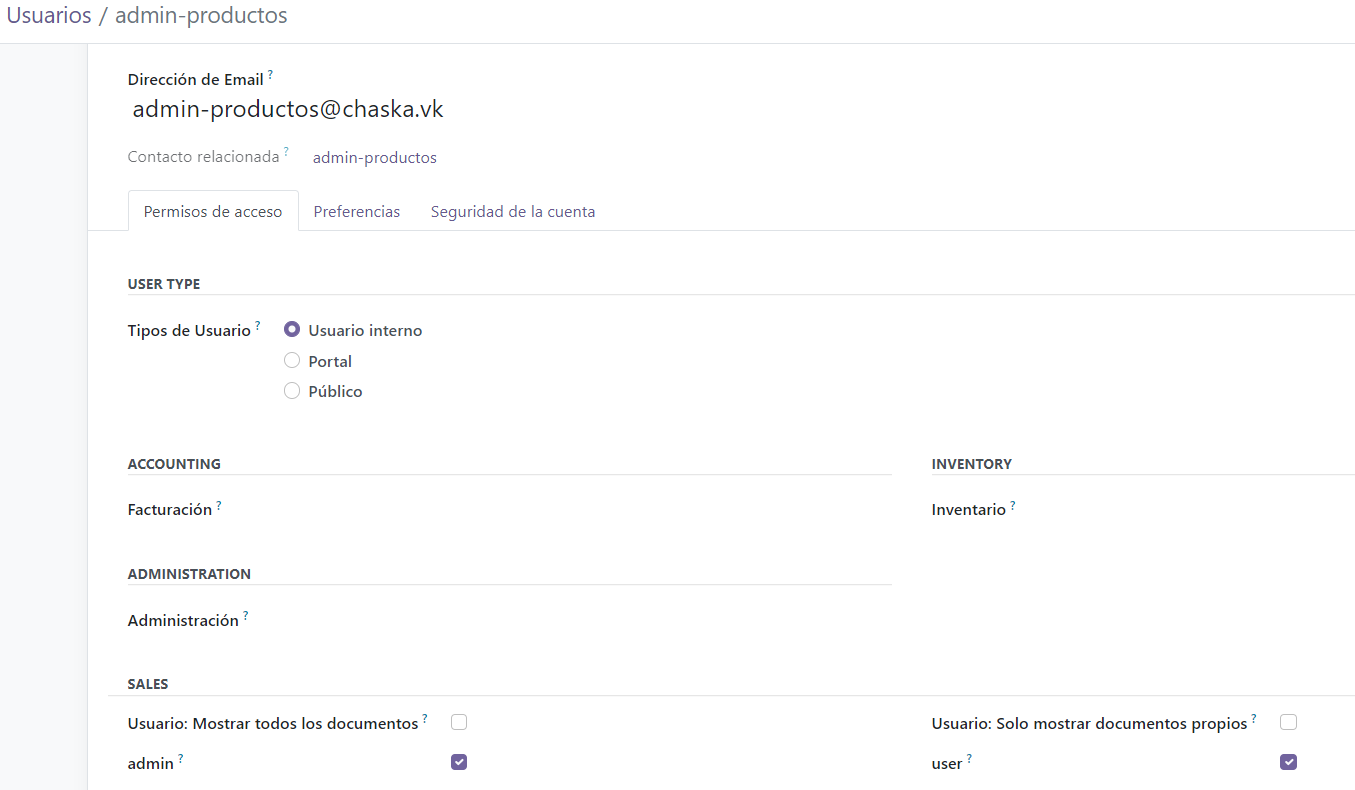 Usuarios / admin-productos
Dirección de Email ?
admin-productos@chaska.vk
Contacto relacionada ? admin-productos
Permisos de acceso Preferencias Seguridad de la cuenta
USER TYPE
Tipos de Usuario ? Usuario interno
Portal
Público
ACCOUNTING INVENTORY
Facturación ? Inventario ?
ADMINISTRATION
Administración ?
SALES
Usuario: Mostrar todos los documentos ? Usuario: Solo mostrar documentos propios ?
admin ? user ?